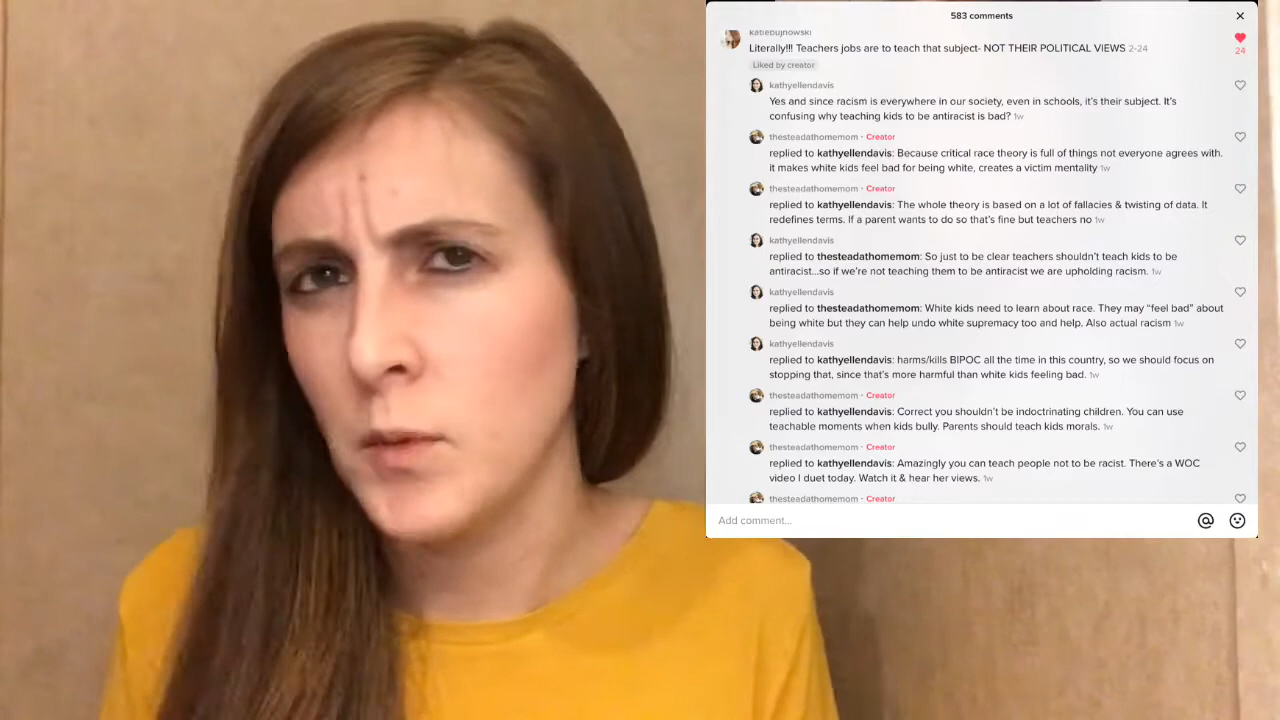 583 comments
katiebujnowski
Literally!!! Teachers jobs are to teach that subject- NOT THEIR POLITICAL VIEWS 2-24
24
Liked by creator
kathyellendavis
Yes and since racism is everywhere in our society, even in schools, it's their subject. It's
confusing why teaching kids to be antiracist is bad? 1w
thesteadathomemom · Creator
replied to kathyellendavis: Because critical race theory is full of things not everyone agrees with.
it makes white kids feel bad for being white, creates a victim mentality 1w
thesteadathomemom · Creator
replied to kathyellendavis: The whole theory is based on a lot of fallacies & twisting of data. It
redefines terms. If a parent wants to do so that's fine but teachers no 1w
kathyellendavis
replied to thesteadathomemom: So just to be clear teachers shouldn't teach kids to be
antiracist...so if we're not teaching them to be antiracist we are upholding racism. 1w
kathyellendavis
replied to thesteadathomemom: White kids need to learn about race. They may "feel bad" about
being white but they can help undo white supremacy too and help. Also actual racism 1w
kathyellendavis
replied to kathyellendavis: harms/kills BIPOC all the time in this country, so we should focus on
stopping that, since that's more harmful than white kids feeling bad. 1w
thesteadathomemom · Creator
replied to kathyellendavis: Correct you shouldn't be indoctrinating children. You can use
teachable moments when kids bully. Parents should teach kids morals. 1w
thesteadathomemom · Creator
replied to kathyellendavis: Amazingly you can teach people not to be racist. There's a WOC
video I duet today. Watch it & hear her views. 1w
thesteadathomemom · Creator
Add comment...